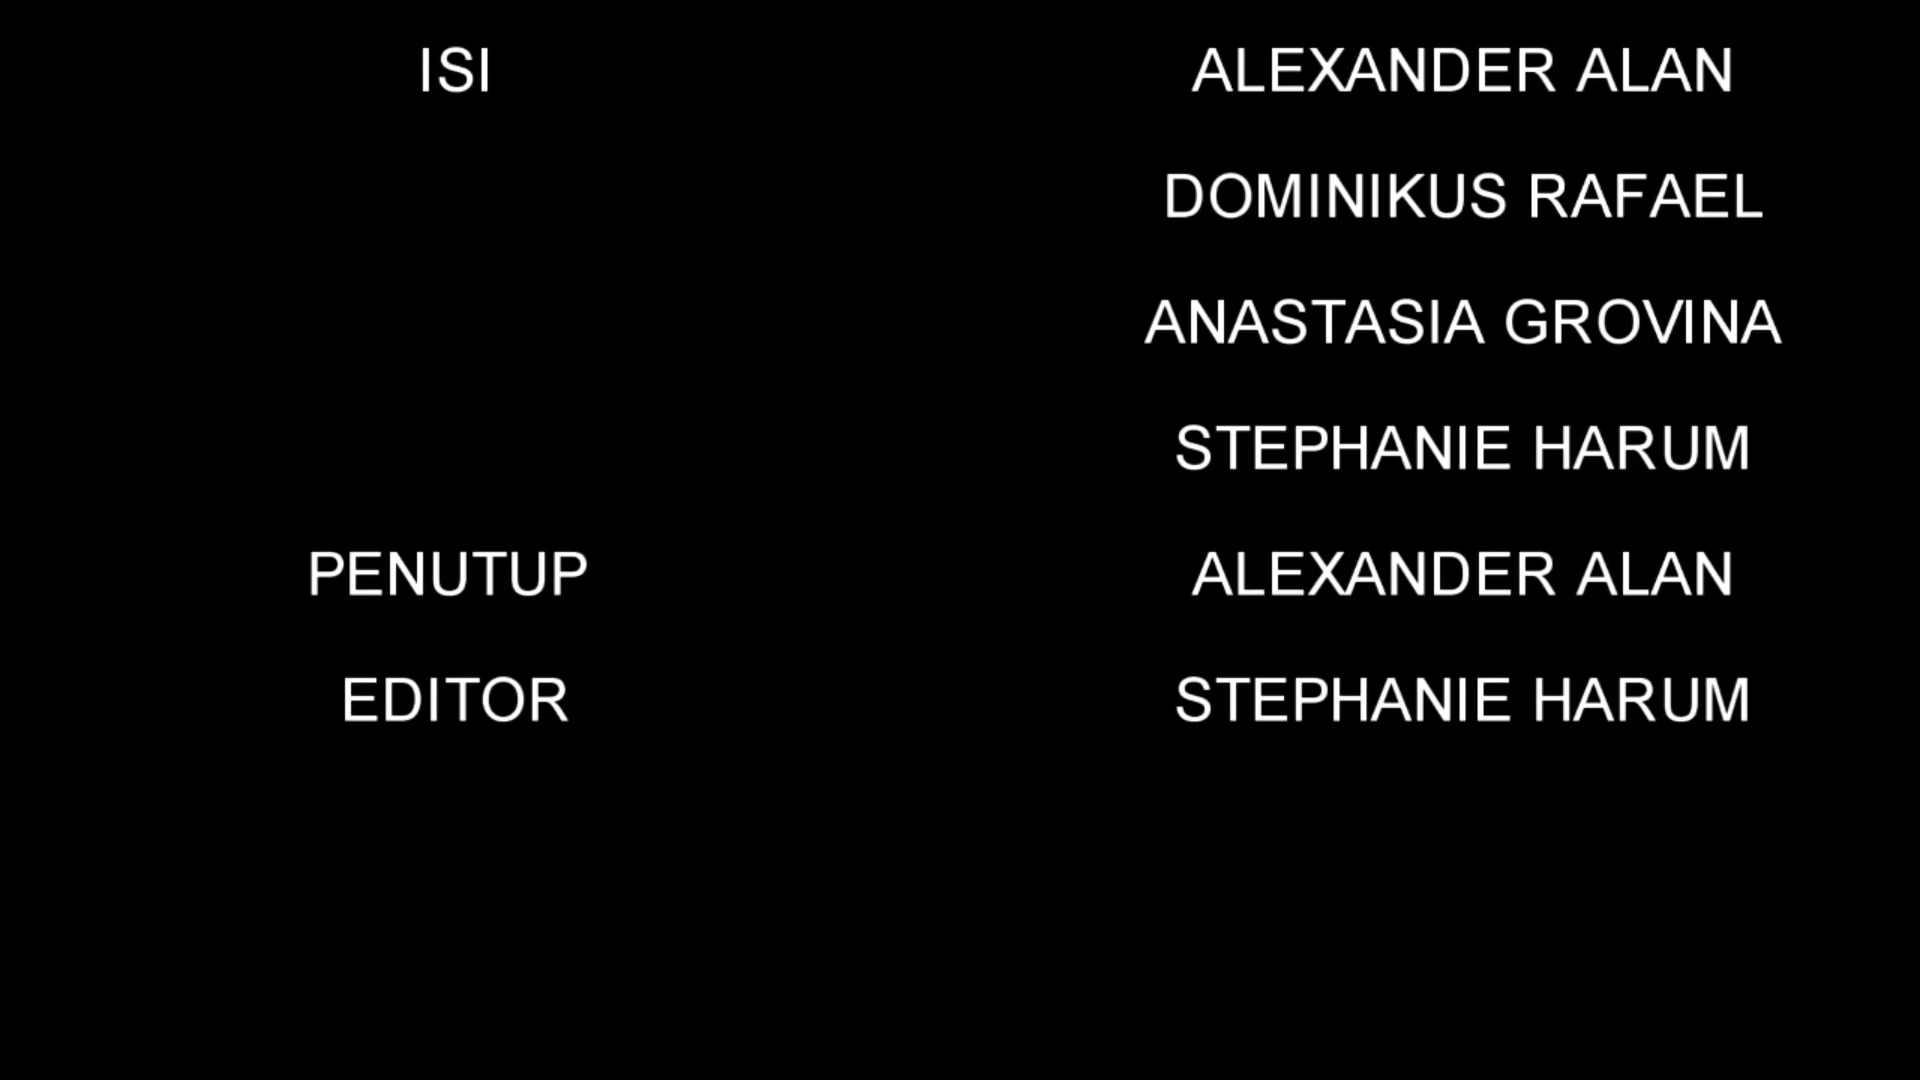 ISI ALEXANDER ALAN
DOMINIKUS RAFAEL
ANASTASIA GROVINA
STEPHANIE HARUM
PENUTUP ALEXANDER ALAN
EDITOR STEPHANIE HARUM